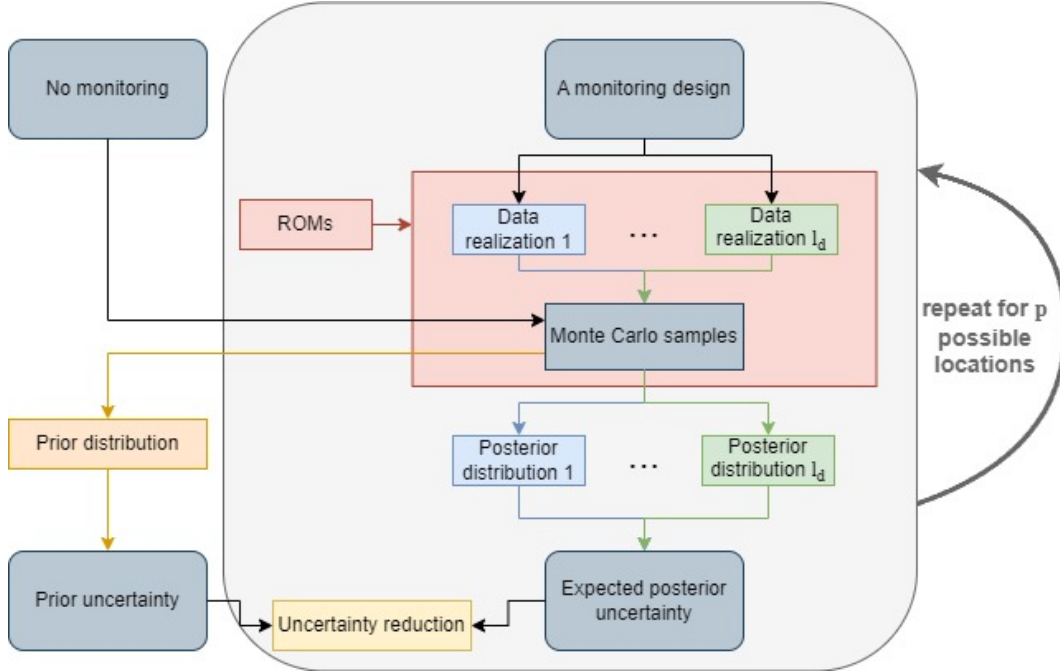 No monitoring
A monitoring design
ROMs
Data
realization 1
...
Data
realization l_d
repeat for p
possible
locations
Monte Carlo samples
Prior distribution
Posterior
distribution 1
...
Posterior
distribution l_d
Prior uncertainty
Uncertainty reduction
Expected posterior
uncertainty